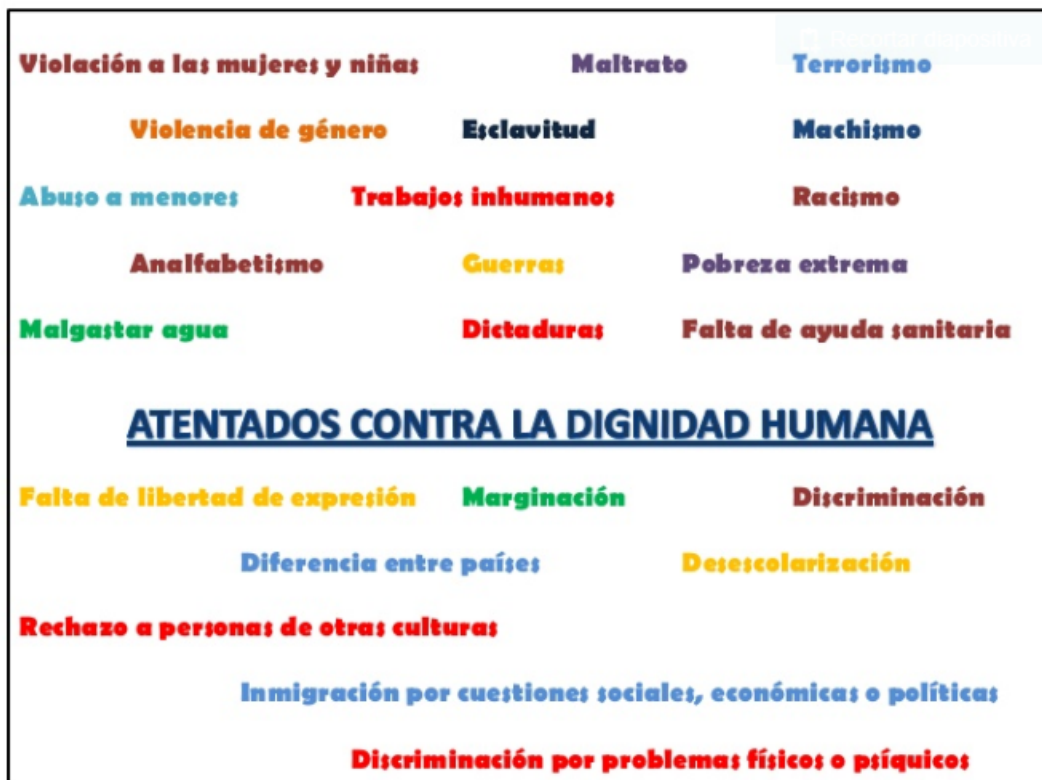 Recortar diapositiva
Violación a las mujeres y niñas Maltrato Terrorismo
Violencia de género Esclavitud Machismo
Abuso a menores Trabajos inhumanos Racismo
Analfabetismo Guerras Pobreza extrema
Malgastar agua Dictaduras Falta de ayuda sanitaria
ATENTADOS CONTRA LA DIGNIDAD HUMANA
Falta de libertad de expresión Marginación Discriminación
Diferencia entre países Desescolarización
Rechazo a personas de otras culturas
Inmigración por cuestiones sociales, económicas o políticas
Discriminación por problemas físicos o psíquicos